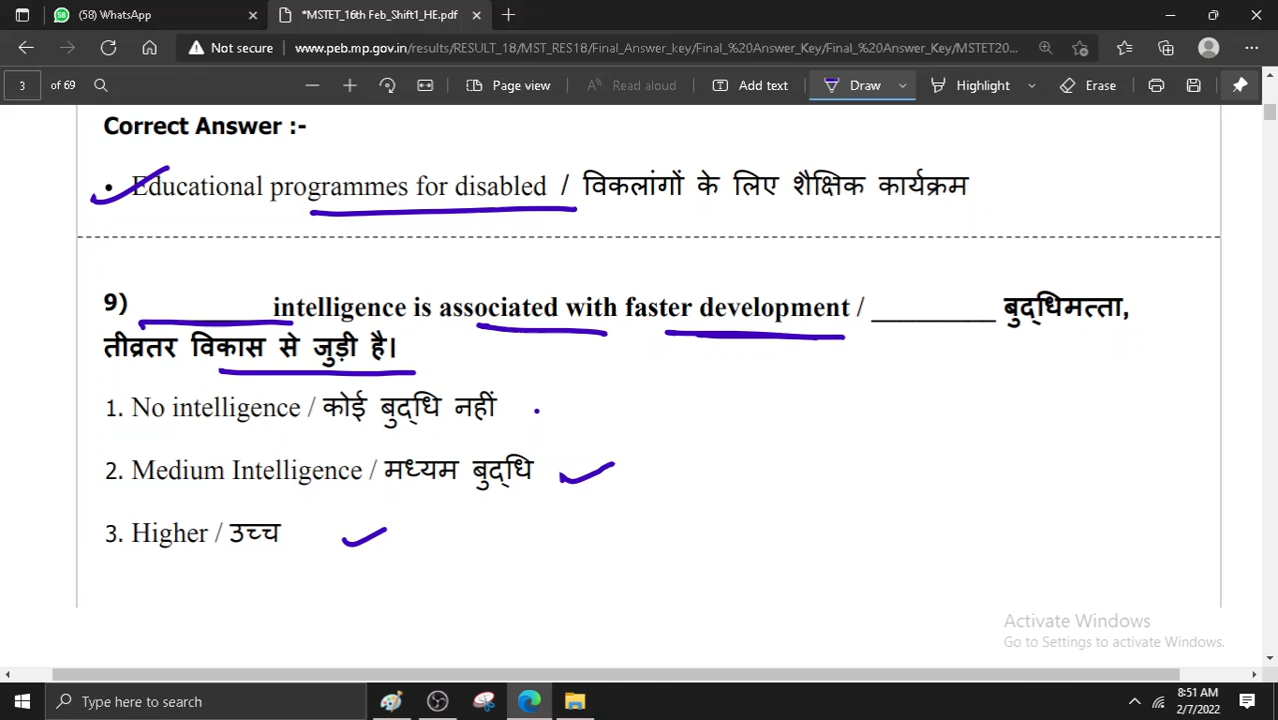 (58) WhatsApp
*MSTET_16th Feb_Shift1_HE.pdf
Not secure
www.peb.mp.gov.in/results/RESULT_18/MST_RES18/Final_Answer_key/Final_%20Answer_Key/Final_%20Answer_Key/MSTET20...
3 of 69
Page view
Read aloud
Add text
Draw
Highlight
Erase
Correct Answer :-
• Educational programmes for disabled / विकलांगों के लिए शैक्षिक कार्यक्रम
9) __________ intelligence is associated with faster development / __________ बुद्धिमत्ता,
तीव्रतर विकास से जुड़ी है।
1. No intelligence / कोई बुद्धि नहीं
2. Medium Intelligence / मध्यम बुद्धि
3. Higher / उच्च
Activate Windows
Go to Settings to activate Windows.
Type here to search
8:51 AM
2/7/2022